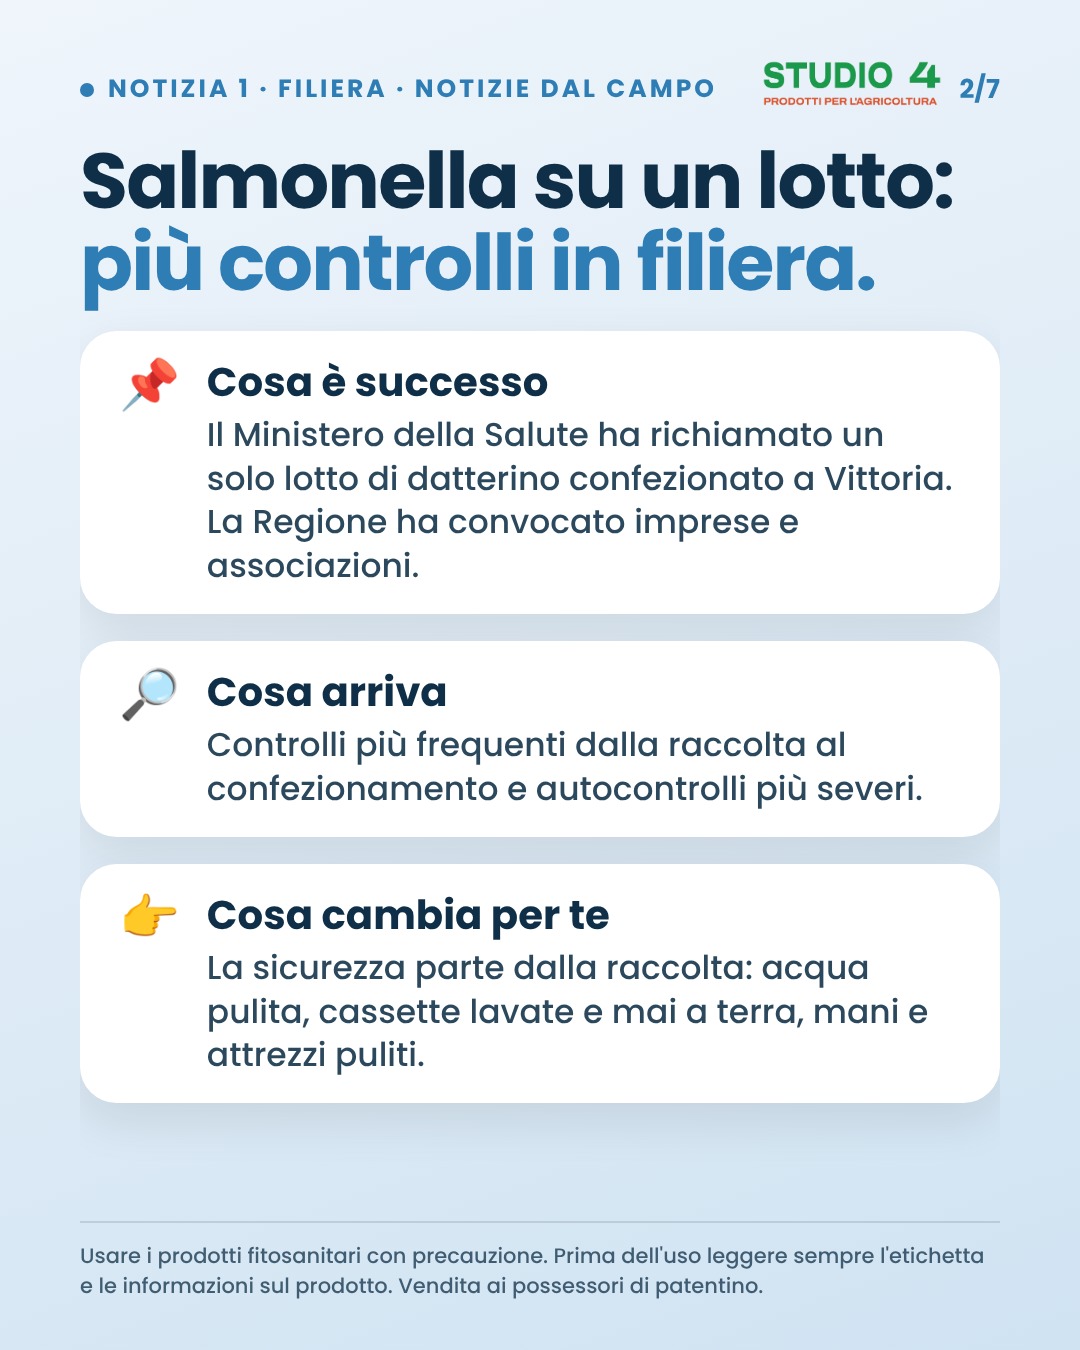 NOTIZIA 1 · FILIERA · NOTIZIE DAL CAMPO
STUDIO 4
PRODOTTI PER L'AGRICOLTURA
2/7
Salmonella su un lotto:
più controlli in filiera.
Cosa è successo
Il Ministero della Salute ha richiamato un
solo lotto di datterino confezionato a Vittoria.
La Regione ha convocato imprese e
associazioni.
Cosa arriva
Controlli più frequenti dalla raccolta al
confezionamento e autocontrolli più severi.
Cosa cambia per te
La sicurezza parte dalla raccolta: acqua
pulita, cassette lavate e mai a terra, mani e
attrezzi puliti.
Usare i prodotti fitosanitari con precauzione. Prima dell'uso leggere sempre l'etichetta
e le informazioni sul prodotto. Vendita ai possessori di patentino.